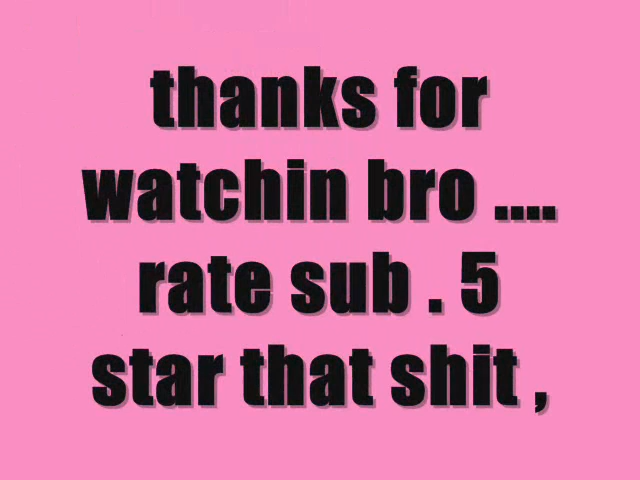 thanks for
watchin bro ....
rate sub . 5
star that shit ,